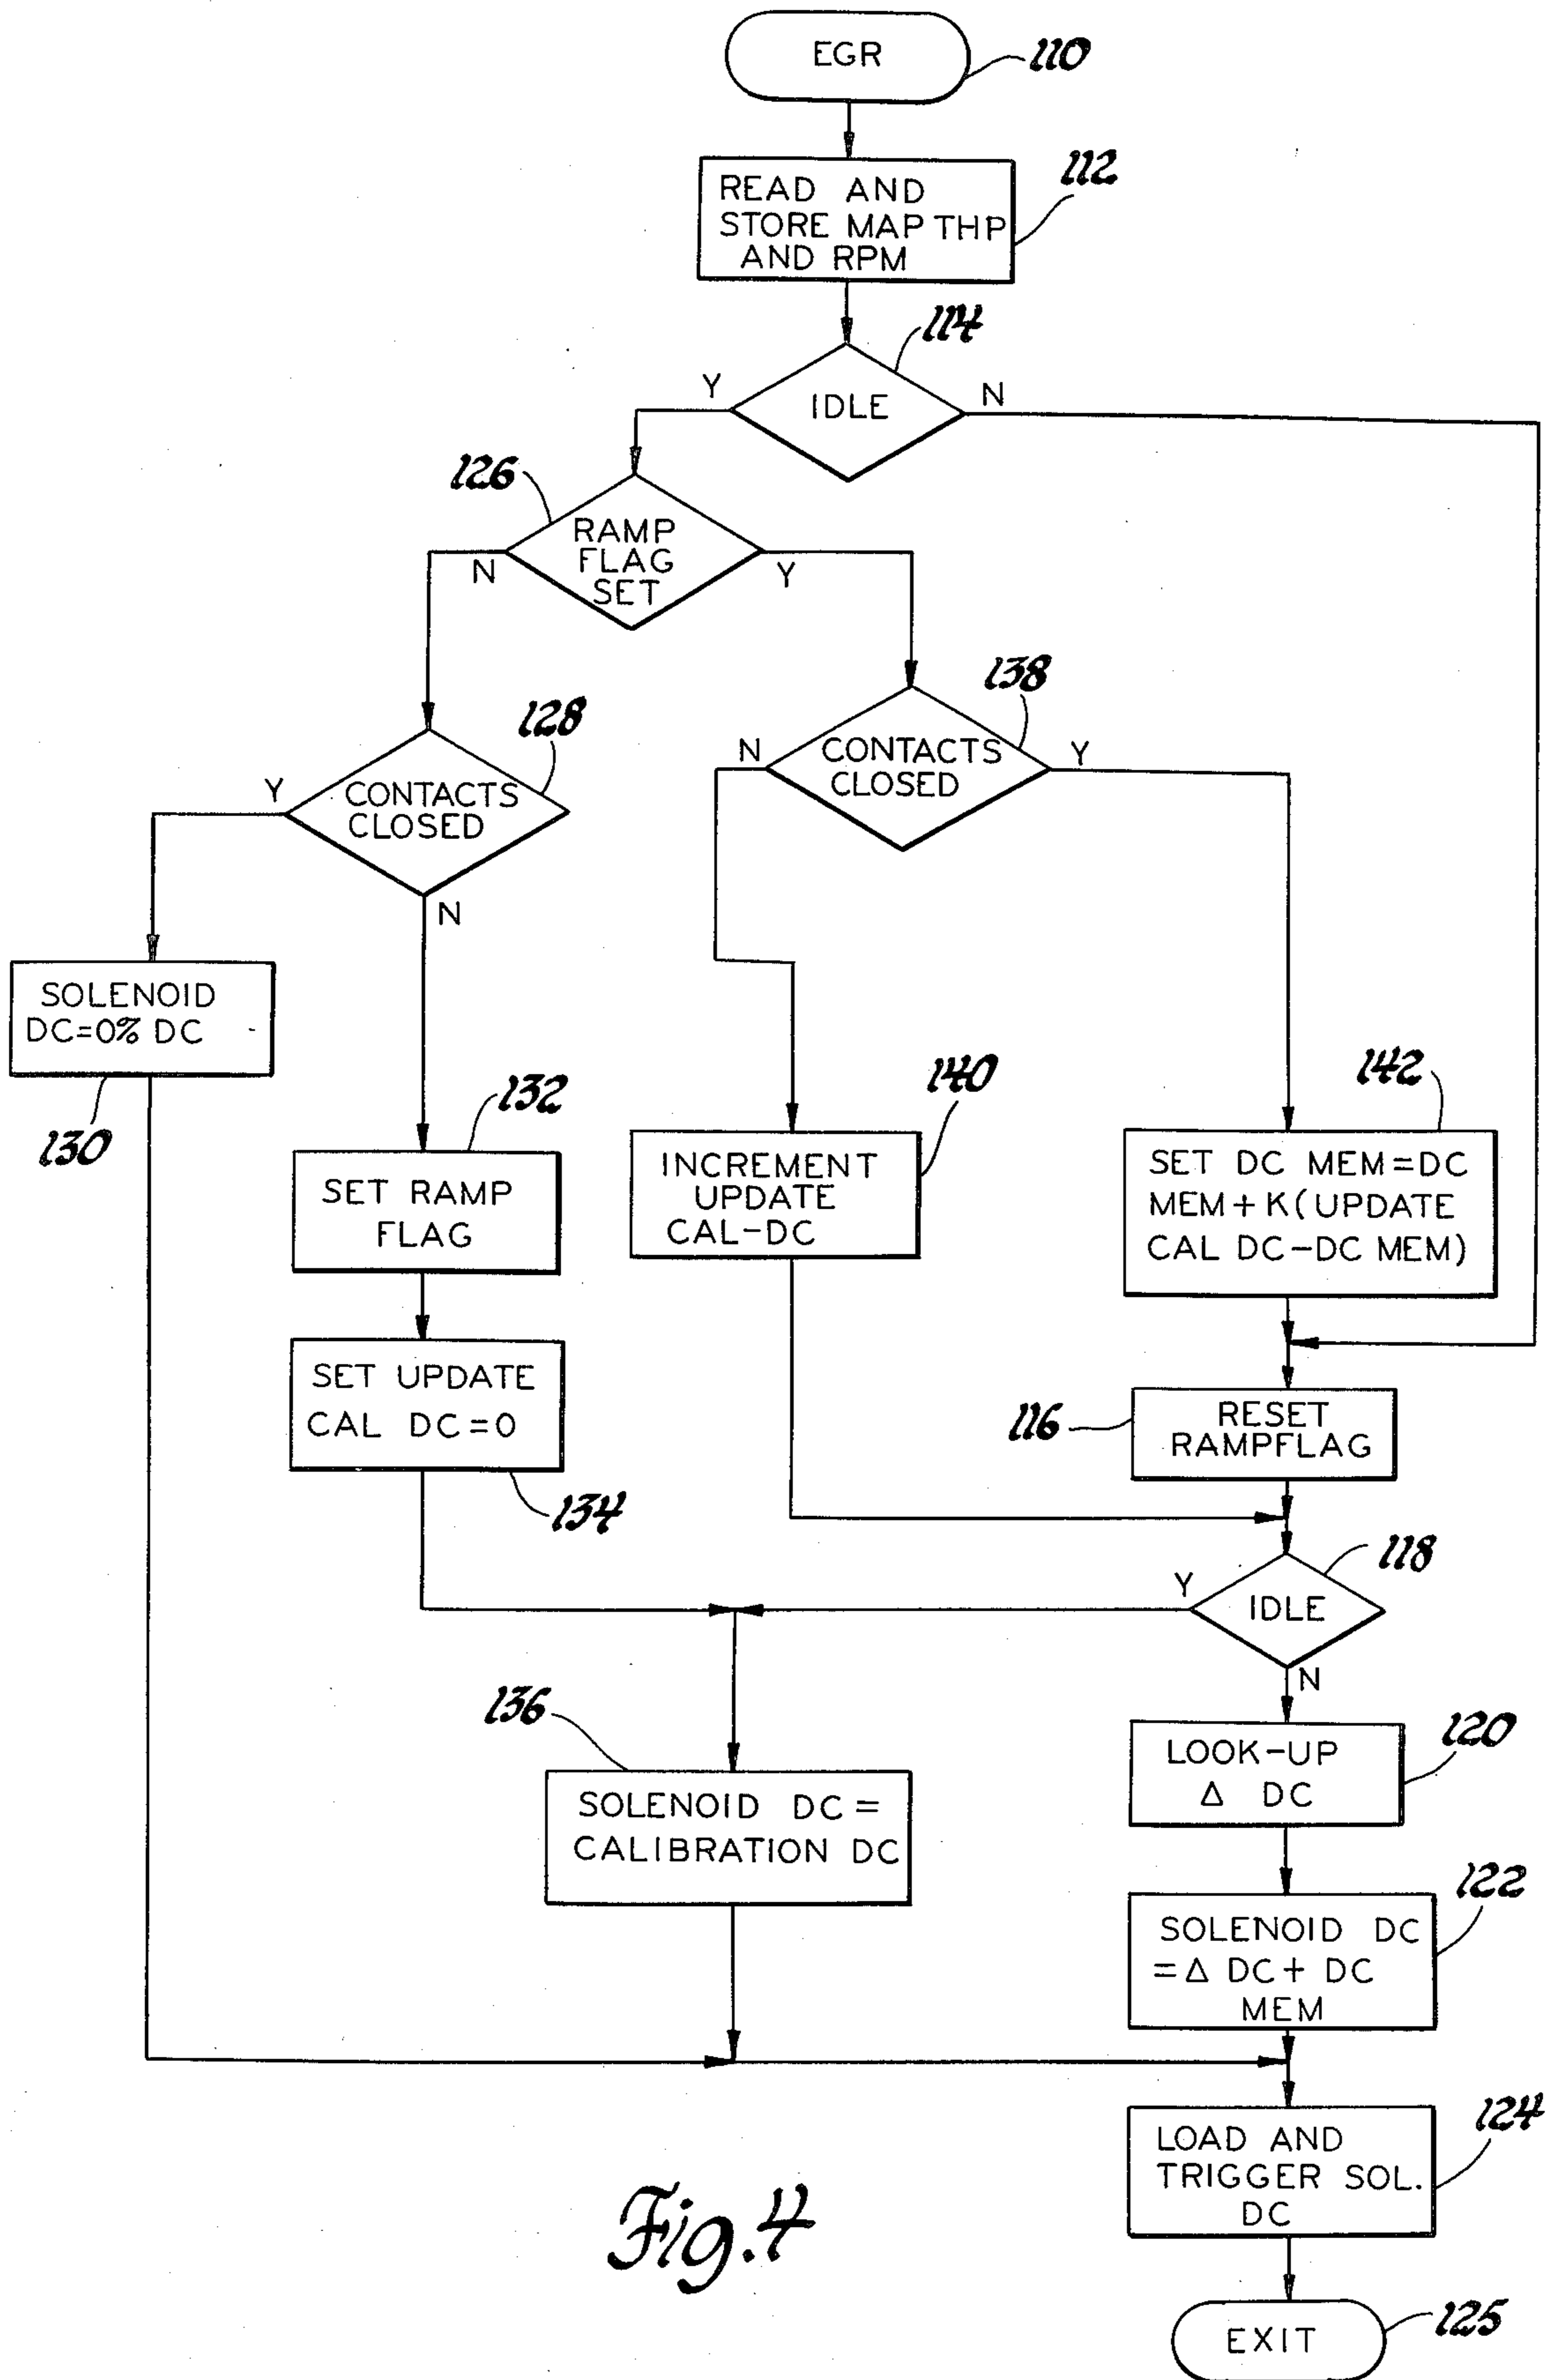 EGR
110
READ AND
STORE MAP THP
AND RPM
112
114
Y
IDLE
N
126
RAMP
FLAG
SET
N
Y
128
138
Y
CONTACTS
CLOSED
N
N
CONTACTS
CLOSED
Y
SOLENOID
DC=0% DC
130
132
SET RAMP
FLAG
140
INCREMENT
UPDATE
CAL-DC
142
SET DC MEM=DC
MEM+K(UPDATE
CAL DC-DC MEM)
SET UPDATE
CAL DC=0
134
116
RESET
RAMPFLAG
118
Y
IDLE
N
136
SOLENOID DC=
CALIBRATION DC
LOOK-UP
Δ DC
120
SOLENOID DC
=Δ DC+ DC
MEM
122
LOAD AND
TRIGGER SOL.
DC
124
EXIT
125
Fig.4